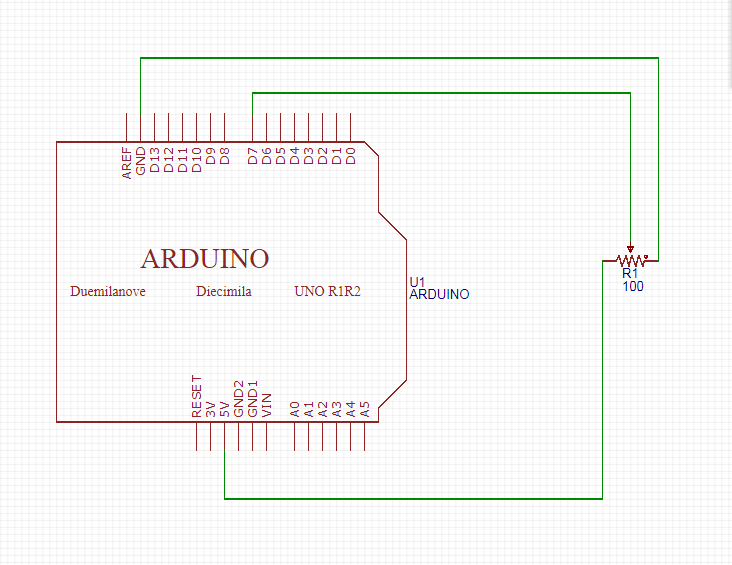 AREF
GND
D13
D12
D11
D10
D9
D8
D7
D6
D5
D4
D3
D2
D1
D0
ARDUINO
Duemilanove Diecimila UNO R1R2
U1
ARDUINO
R1
100
RESET
3V
5V
GND2
GND1
VIN
A0
A1
A2
A3
A4
A5